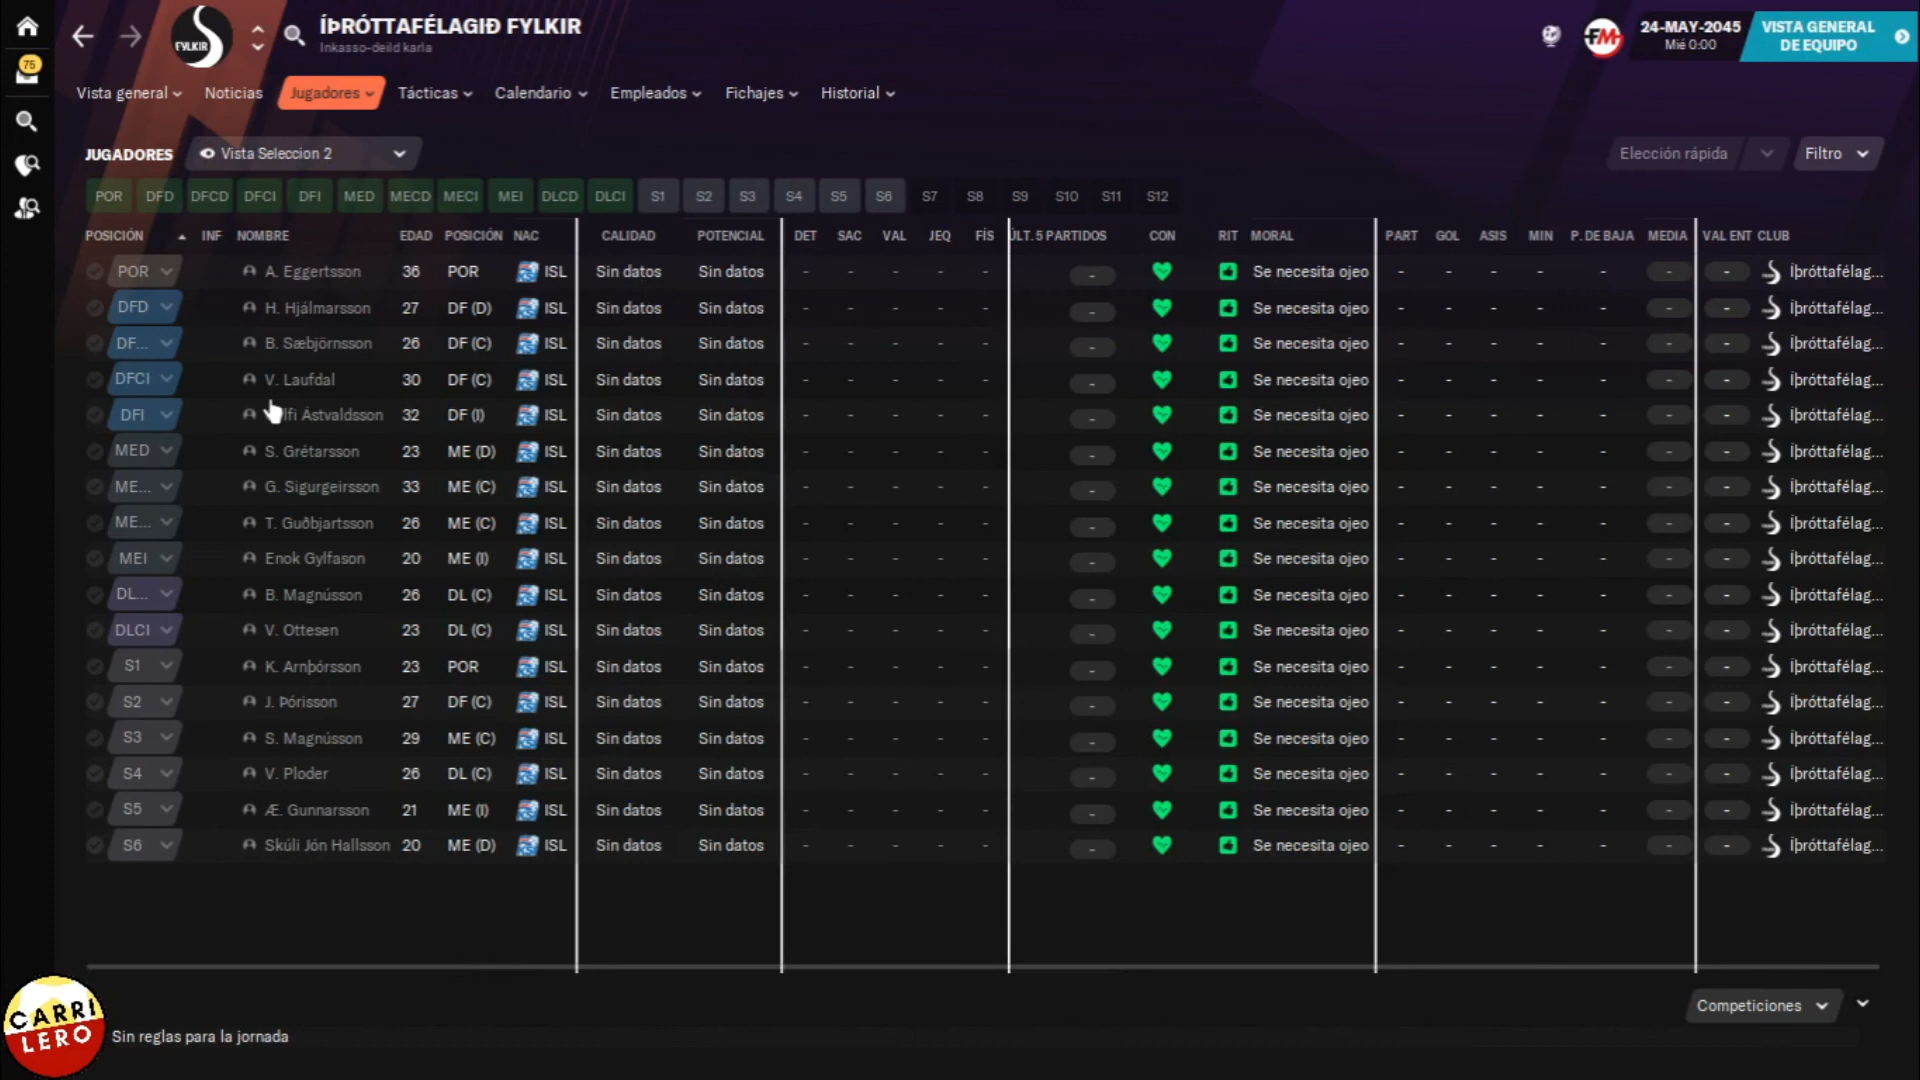 ÍÞRÓTTAFÉLAGIÐ FYLKIR
Inkasso-deild karla
FYLKIR
75
FM
24-MAY-2045
Mié 0:00
VISTA GENERAL
DE EQUIPO
Vista general Noticias Jugadores Tácticas Calendario Empleados Fichajes Historial
JUGADORES Vista Seleccion 2 Elección rápida Filtro
POR DFD DFCD DFCI DFI MED MECD MECI MEI DLCD DLCI S1 S2 S3 S4 S5 S6 S7 S8 S9 S10 S11 S12
POSICIÓN INF NOMBRE EDAD POSICIÓN NAC CALIDAD POTENCIAL DET SAC VAL JEQ FÍS ÚLT. 5 PARTIDOS CON RIT MORAL PART GOL ASIS MIN P. DE BAJA MEDIA VAL ENT CLUB
POR A. Eggertsson 36 POR ISL Sin datos Sin datos - - - - - - Se necesita ojeo - - - - - - - Íþróttafélag...
DFD H. Hjálmarsson 27 DF (D) ISL Sin datos Sin datos - - - - - - Se necesita ojeo - - - - - - - Íþróttafélag...
DF... B. Sæbjörnsson 26 DF (C) ISL Sin datos Sin datos - - - - - - Se necesita ojeo - - - - - - - Íþróttafélag...
DFCI V. Laufdal 30 DF (C) ISL Sin datos Sin datos - - - - - - Se necesita ojeo - - - - - - - Íþróttafélag...
DFI Ástvaldsson 32 DF (I) ISL Sin datos Sin datos - - - - - - Se necesita ojeo - - - - - - - Íþróttafélag...
MED S. Grétarsson 23 ME (D) ISL Sin datos Sin datos - - - - - - Se necesita ojeo - - - - - - - Íþróttafélag...
ME... G. Sigurgeirsson 33 ME (C) ISL Sin datos Sin datos - - - - - - Se necesita ojeo - - - - - - - Íþróttafélag...
ME... T. Guðbjartsson 26 ME (C) ISL Sin datos Sin datos - - - - - - Se necesita ojeo - - - - - - - Íþróttafélag...
MEI Enok Gylfason 20 ME (I) ISL Sin datos Sin datos - - - - - - Se necesita ojeo - - - - - - - Íþróttafélag...
DL... B. Magnússon 26 DL (C) ISL Sin datos Sin datos - - - - - - Se necesita ojeo - - - - - - - Íþróttafélag...
DLCI V. Ottesen 23 DL (C) ISL Sin datos Sin datos - - - - - - Se necesita ojeo - - - - - - - Íþróttafélag...
S1 K. Arnþórsson 23 POR ISL Sin datos Sin datos - - - - - - Se necesita ojeo - - - - - - - Íþróttafélag...
S2 J. Þórisson 27 DF (C) ISL Sin datos Sin datos - - - - - - Se necesita ojeo - - - - - - - Íþróttafélag...
S3 S. Magnússon 29 ME (C) ISL Sin datos Sin datos - - - - - - Se necesita ojeo - - - - - - - Íþróttafélag...
S4 V. Ploder 26 DL (C) ISL Sin datos Sin datos - - - - - - Se necesita ojeo - - - - - - - Íþróttafélag...
S5 Æ. Gunnarsson 21 ME (I) ISL Sin datos Sin datos - - - - - - Se necesita ojeo - - - - - - - Íþróttafélag...
S6 Skúli Jón Hallsson 20 ME (D) ISL Sin datos Sin datos - - - - - - Se necesita ojeo - - - - - - - Íþróttafélag...
Competiciones
CARRI
LERO
Sin reglas para la jornada